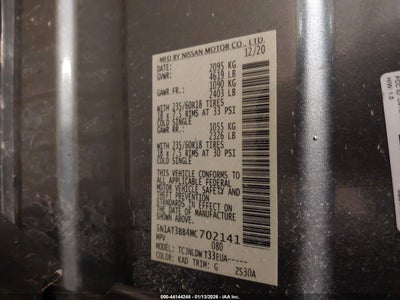 MFD BY NISSAN MOTOR CO., LTD.
12/20
DATE: 2095 KG
GVWR: 4619 LB
1090 KG
GAWR FR.: 2403 LB
WITH 235/60R18 TIRES
18 x 7.5 RIMS AT 33 PSI
COLD SINGLE
GAWR RR.: 1055 KG
2326 LB
WITH 235/60R18 TIRES
18 x 7.5 RIMS AT 30 PSI
COLD SINGLE
THIS VEHICLE CONFORMS TO
ALL APPLICABLE FEDERAL
MOTOR VEHICLE SAFETY AND
THEFT PREVENTION
STANDARDS IN EFFECT ON
THE DATE OF MANUFACTURE
SHOWN ABOVE.
5N1AT3BB4MC702141
MPV 080
MODEL: TCJNLDW T33EUA-----
COLOR: KAD TRIM: G ZS30A
000-44144248 - 01/13/2026 - IAA, Inc.